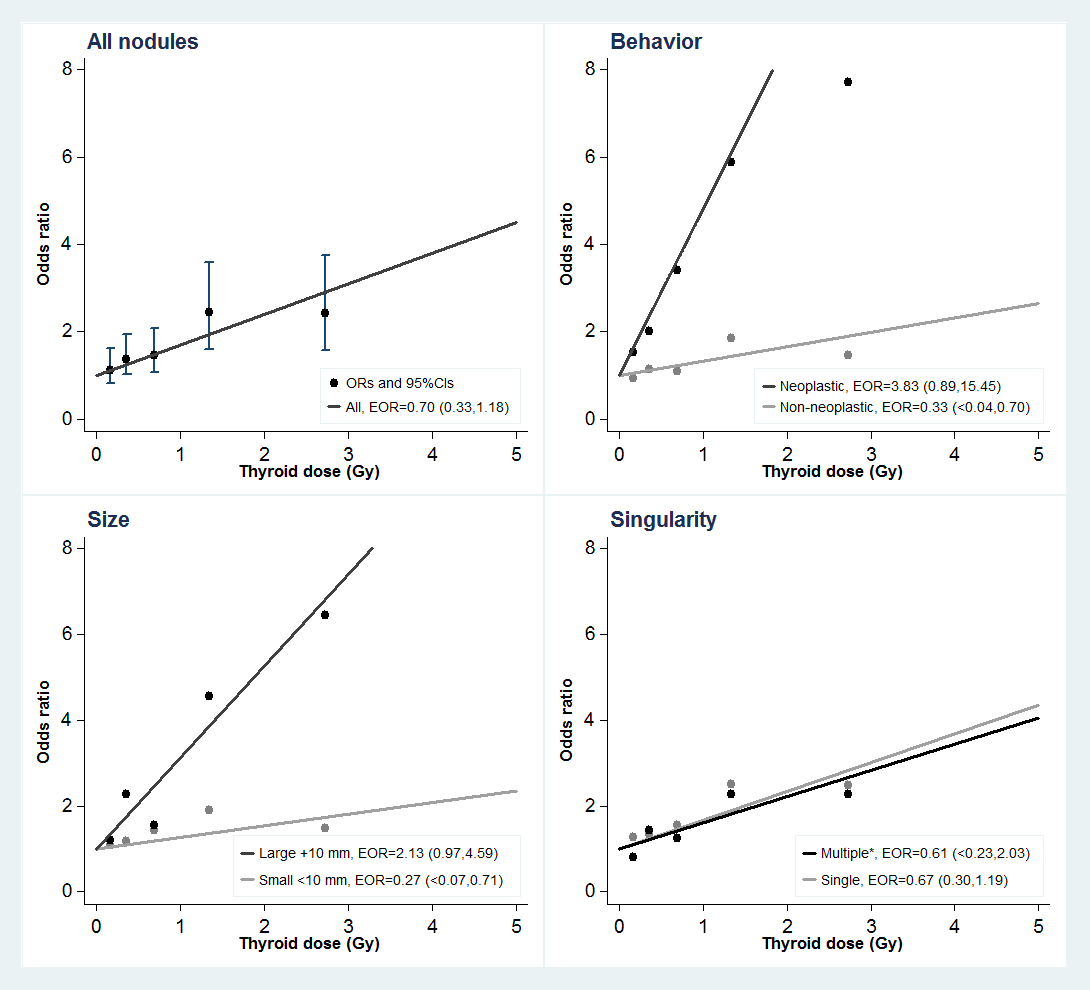 All nodules
8
6
4
2
0
Odds ratio
ORs and 95%CIs
All, EOR=0.70 (0.33,1.18)
0 1 2 3 4 5
Thyroid dose (Gy)
Behavior
8
6
4
2
0
Odds ratio
Neoplastic, EOR=3.83 (0.89,15.45)
Non-neoplastic, EOR=0.33 (<0.04,0.70)
0 1 2 3 4 5
Thyroid dose (Gy)
Size
8
6
4
2
0
Odds ratio
Large +10 mm, EOR=2.13 (0.97,4.59)
Small <10 mm, EOR=0.27 (<0.07,0.71)
0 1 2 3 4 5
Thyroid dose (Gy)
Singularity
8
6
4
2
0
Odds ratio
Multiple*, EOR=0.61 (<0.23,2.03)
Single, EOR=0.67 (0.30,1.19)
0 1 2 3 4 5
Thyroid dose (Gy)